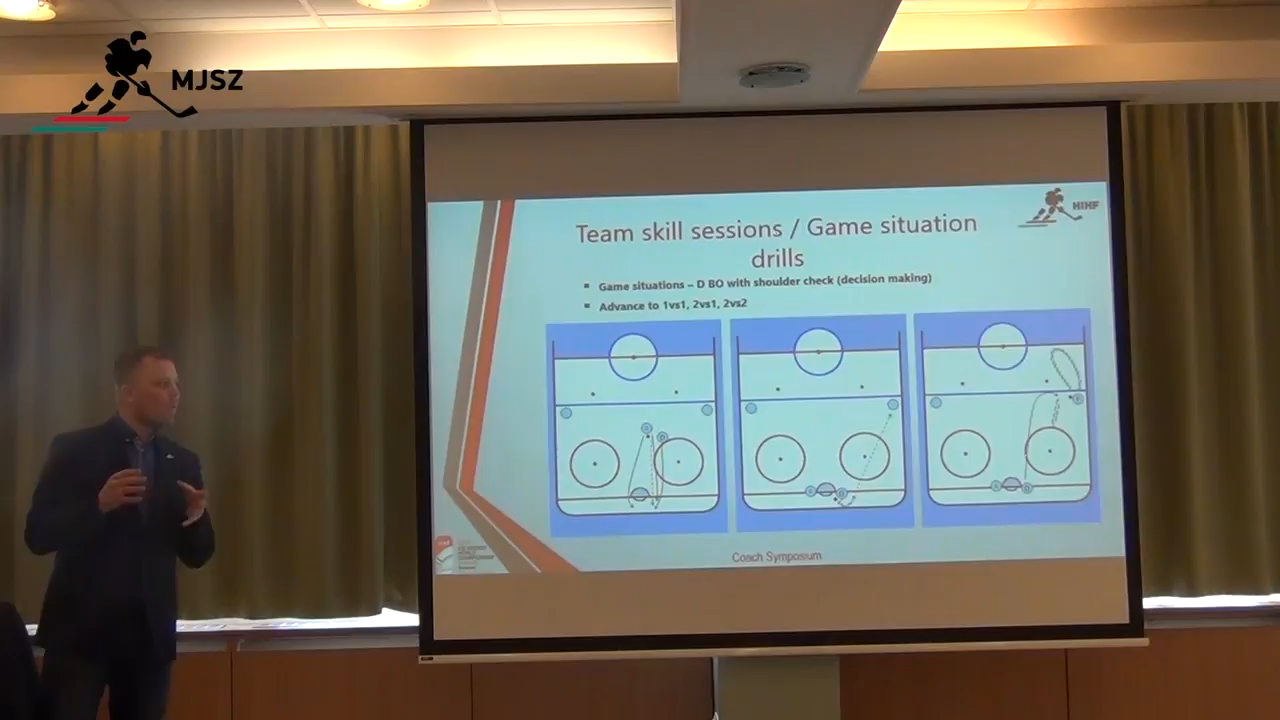 MJSZ
HIHF
Team skill sessions / Game situation
drills
Game situations – D BO with shoulder check (decision making)
Advance to 1vs1, 2vs1, 2vs2
Coach Symposium